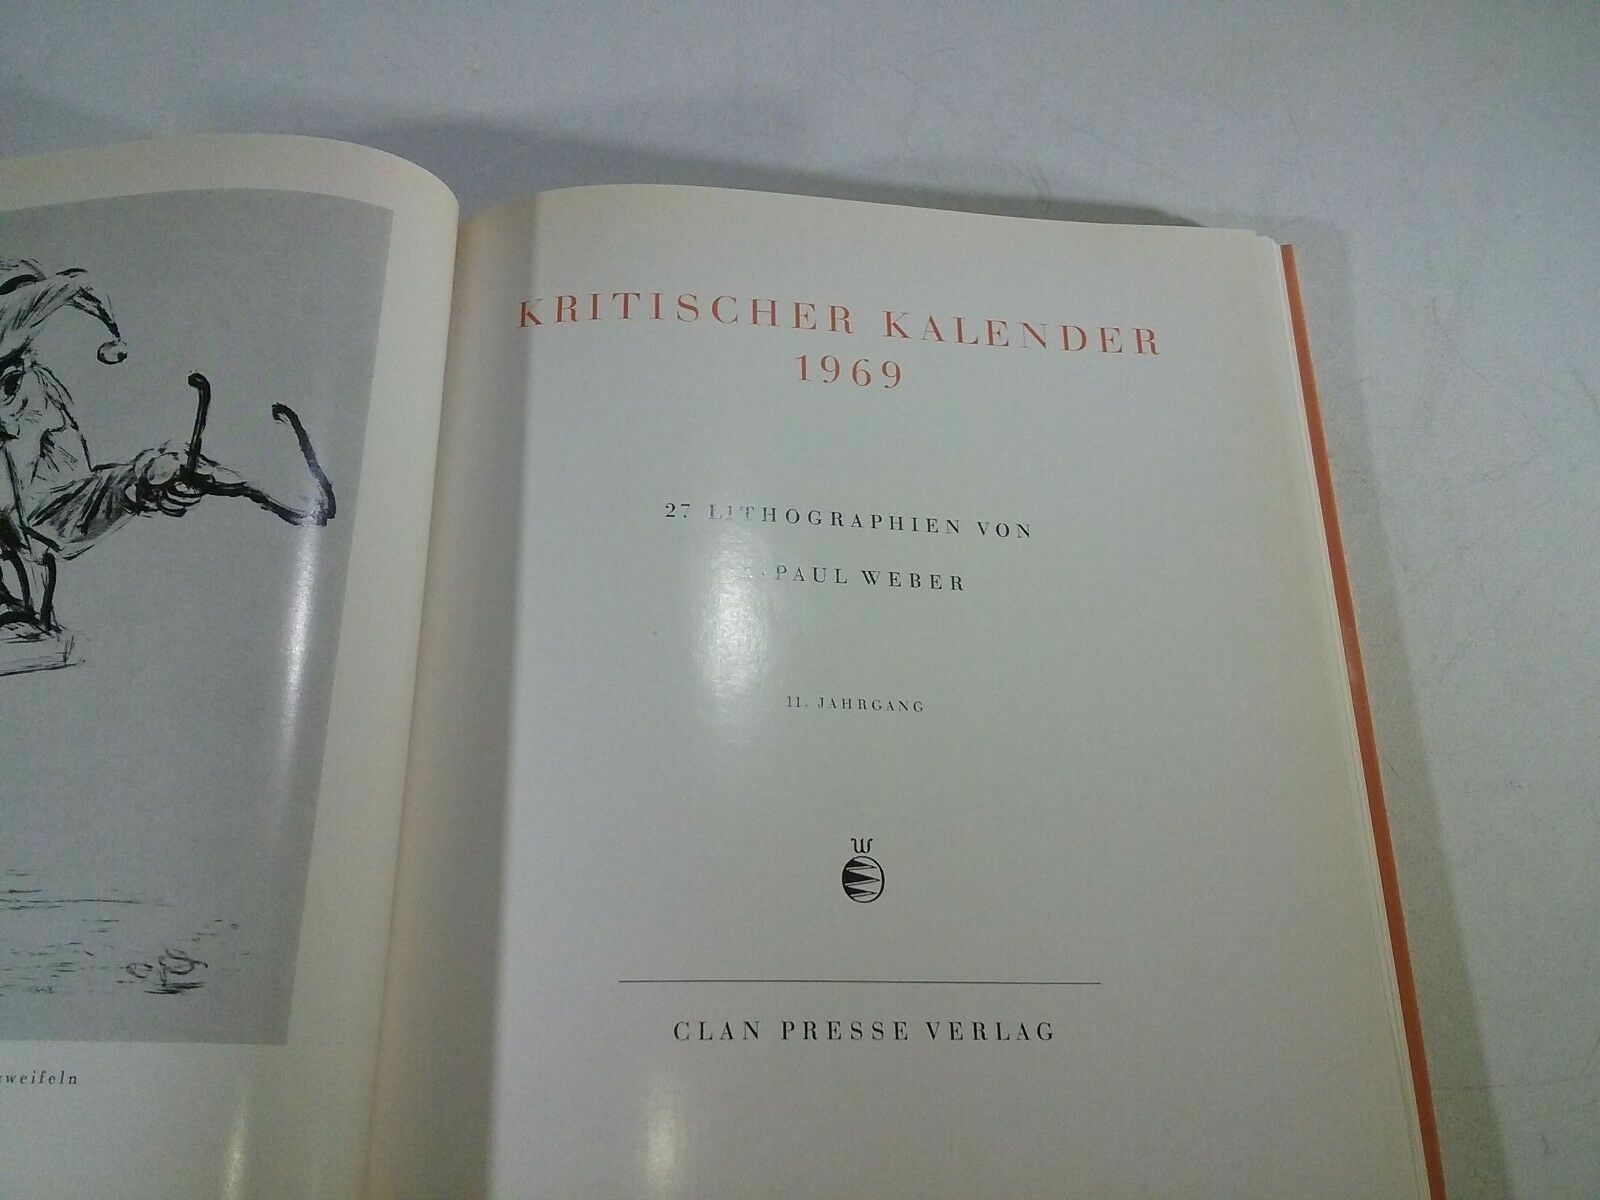 KRITISCHER KALENDER
1969
27 LITHOGRAPHIEN VON
PAUL WEBER
11. JAHRGANG
CLAN PRESSE VERLAG